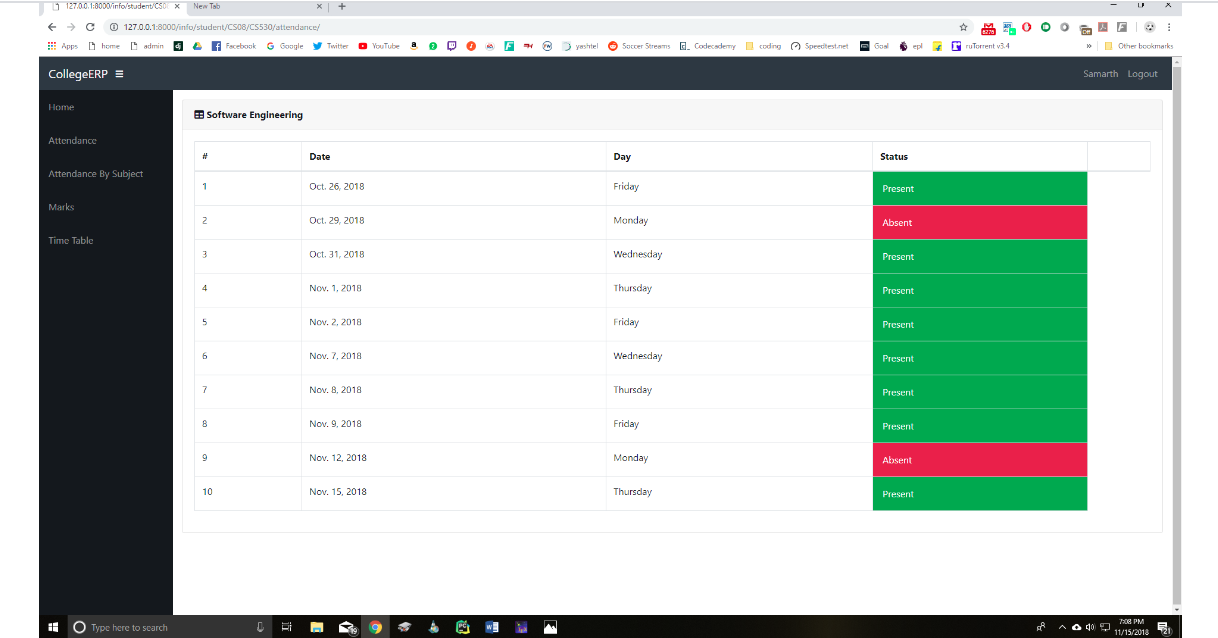 127.0.0.1:8000/info/student/CS0
New Tab
127.0.0.1:8000/info/student/CS08/CS530/attendance/
Apps home admin Facebook Google Twitter YouTube yashtel Soccer Streams Codecademy coding Speedtest.net Goal epl ruTorrent v3.4 » Other bookmarks
CollegeERP
Samarth Logout
Home
Attendance
Attendance By Subject
Marks
Time Table
Software Engineering
# Date Day Status
1 Oct. 26, 2018 Friday Present
2 Oct. 29, 2018 Monday Absent
3 Oct. 31, 2018 Wednesday Present
4 Nov. 1, 2018 Thursday Present
5 Nov. 2, 2018 Friday Present
6 Nov. 7, 2018 Wednesday Present
7 Nov. 8, 2018 Thursday Present
8 Nov. 9, 2018 Friday Present
9 Nov. 12, 2018 Monday Absent
10 Nov. 15, 2018 Thursday Present
Type here to search
7:08 PM
11/15/2018